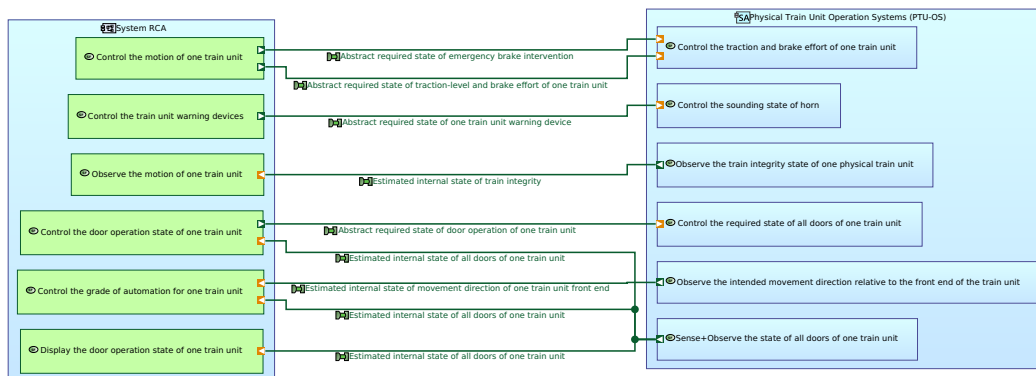 System RCA
Physical Train Unit Operation Systems (PTU-OS)
Control the motion of one train unit
Abstract required state of emergency brake intervention
Control the traction and brake effort of one train unit
Abstract required state of traction-level and brake effort of one train unit
Control the train unit warning devices
Abstract required state of one train unit warning device
Control the sounding state of horn
Observe the motion of one train unit
Estimated internal state of train integrity
Observe the train integrity state of one physical train unit
Control the door operation state of one train unit
Abstract required state of door operation of one train unit
Control the required state of all doors of one train unit
Estimated internal state of all doors of one train unit
Control the grade of automation for one train unit
Estimated internal state of movement direction of one train unit front end
Observe the intended movement direction relative to the front end of the train unit
Estimated internal state of all doors of one train unit
Display the door operation state of one train unit
Estimated internal state of all doors of one train unit
Sense+Observe the state of all doors of one train unit